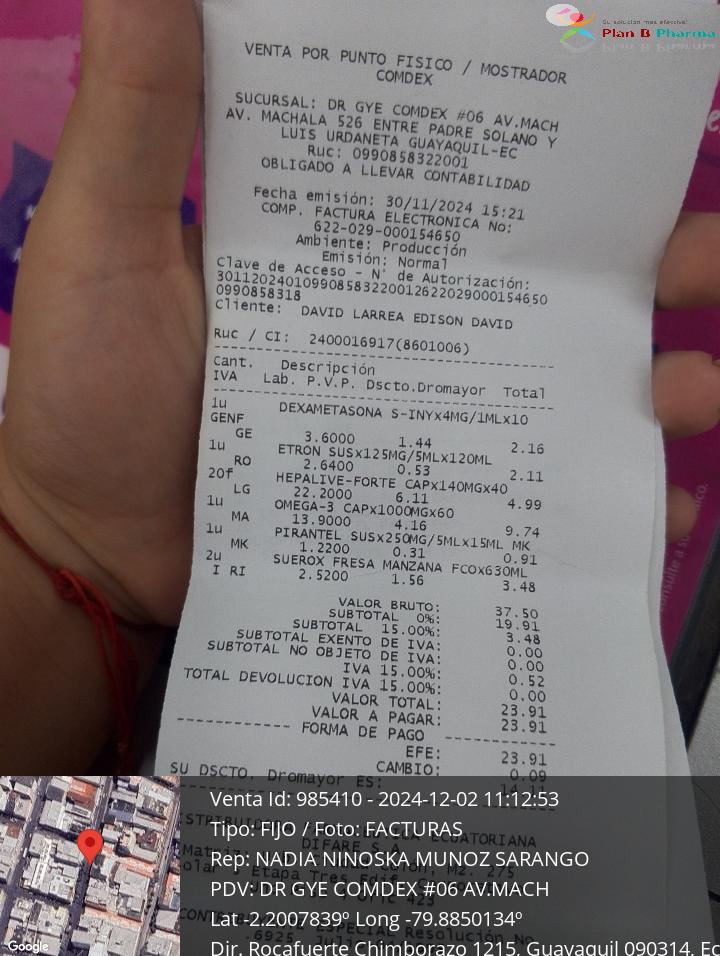 Su solución más efectiva!
Plan B Pharma
VENTA POR PUNTO FISICO / MOSTRADOR
COMDEX
SUCURSAL: DR GYE COMDEX #06 AV.MACH
AV. MACHALA 526 ENTRE PADRE SOLANO Y
LUIS URDANETA GUAYAQUIL-EC
Ruc: 0990858322001
OBLIGADO A LLEVAR CONTABILIDAD
Fecha emisión: 30/11/2024 15:21
COMP. FACTURA ELECTRONICA No:
622-029-000154650
Ambiente: Producción
Emisión: Normal
Clave de Acceso - N° de Autorización:
301120240109908583220012622029000154650
0990858318
Cliente: DAVID LARREA EDISON DAVID
Ruc / CI: 2400016917(8601006)
Cant. Descripción
IVA Lab. P.V.P. Dscto.Dromayor Total
1u DEXAMETASONA S-INYx4MG/1MLx10
GENF
GE 3.6000 1.44 2.16
1u ETRON SUSx125MG/5MLx120ML
RO 2.6400 0.53 2.11
20f HEPALIVE-FORTE CAPx140MGx40
LG 22.2000 6.11 4.99
1u OMEGA-3 CAPx1000MGx60
MA 13.9000 4.16 9.74
1u PIRANTEL SUSx250MG/5MLx15ML MK
MK 1.2200 0.31 0.91
2u SUEROX FRESA MANZANA FCOx630ML
I RI 2.5200 1.56 3.48
VALOR BRUTO: 37.50
SUBTOTAL 0%: 19.91
SUBTOTAL 15.00%: 3.48
SUBTOTAL EXENTO DE IVA: 0.00
SUBTOTAL NO OBJETO DE IVA: 0.00
IVA 15.00%: 0.52
TOTAL DEVOLUCION IVA 15.00%: 0.00
VALOR TOTAL: 23.91
VALOR A PAGAR: 23.91
------------ FORMA DE PAGO ------------
EFE: 23.91
CAMBIO: 0.09
SU DSCTO. Dromayor ES: 14.11
Venta Id: 985410 - 2024-12-02 11:12:53
Tipo: FIJO / Foto: FACTURAS
ECUATORIANA
DIFARE S.A.
Rep: NADIA NINOSKA MUNOZ SARANGO
PDV: DR GYE COMDEX #06 AV.MACH
Lat -2.2007839º Long -79.8850134º
Dir. Rocafuerte Chimborazo 1215, Guayaquil 090314, Ec
Google